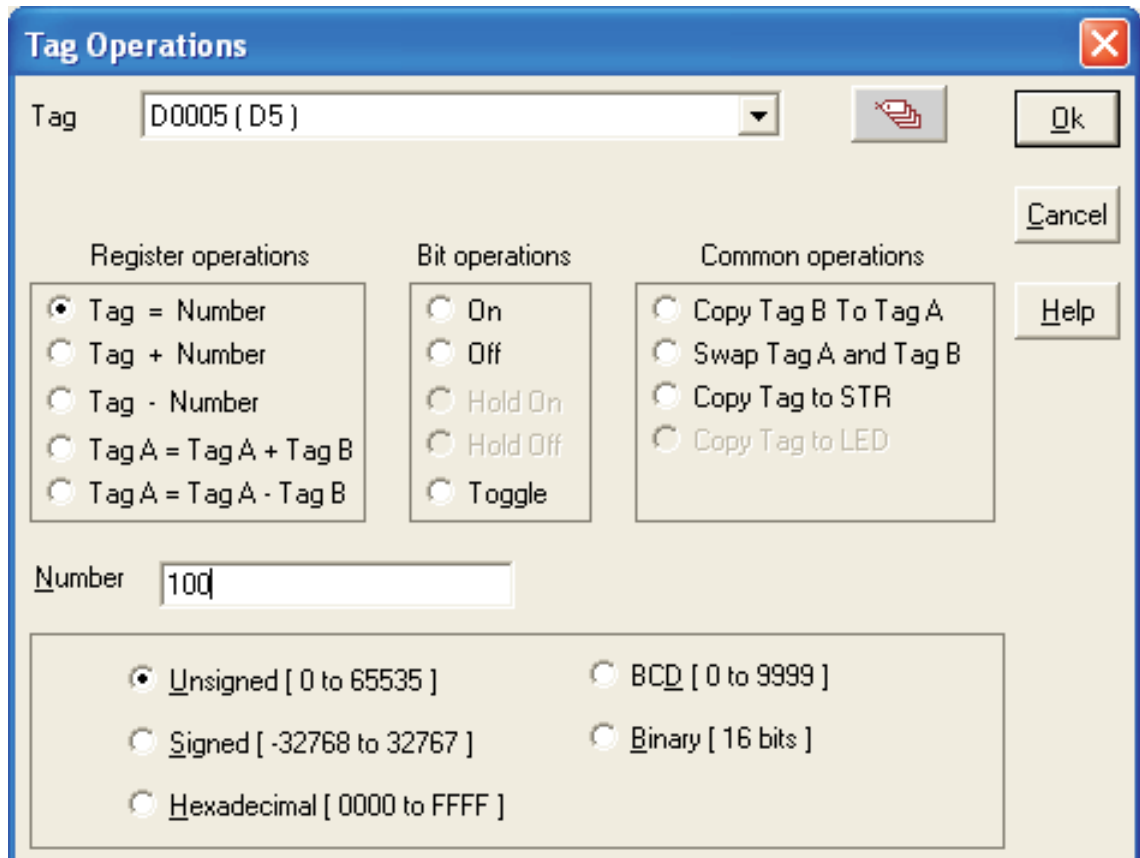 Tag Operations
Tag
D0005 ( D5 )
Ok
Cancel
Help
Register operations
Tag = Number
Tag + Number
Tag - Number
Tag A = Tag A + Tag B
Tag A = Tag A - Tag B
Bit operations
On
Off
Hold On
Hold Off
Toggle
Common operations
Copy Tag B To Tag A
Swap Tag A and Tag B
Copy Tag to STR
Copy Tag to LED
Number
100
Unsigned [ 0 to 65535 ]
Signed [ -32768 to 32767 ]
Hexadecimal [ 0000 to FFFF ]
BCD [ 0 to 9999 ]
Binary [ 16 bits ]